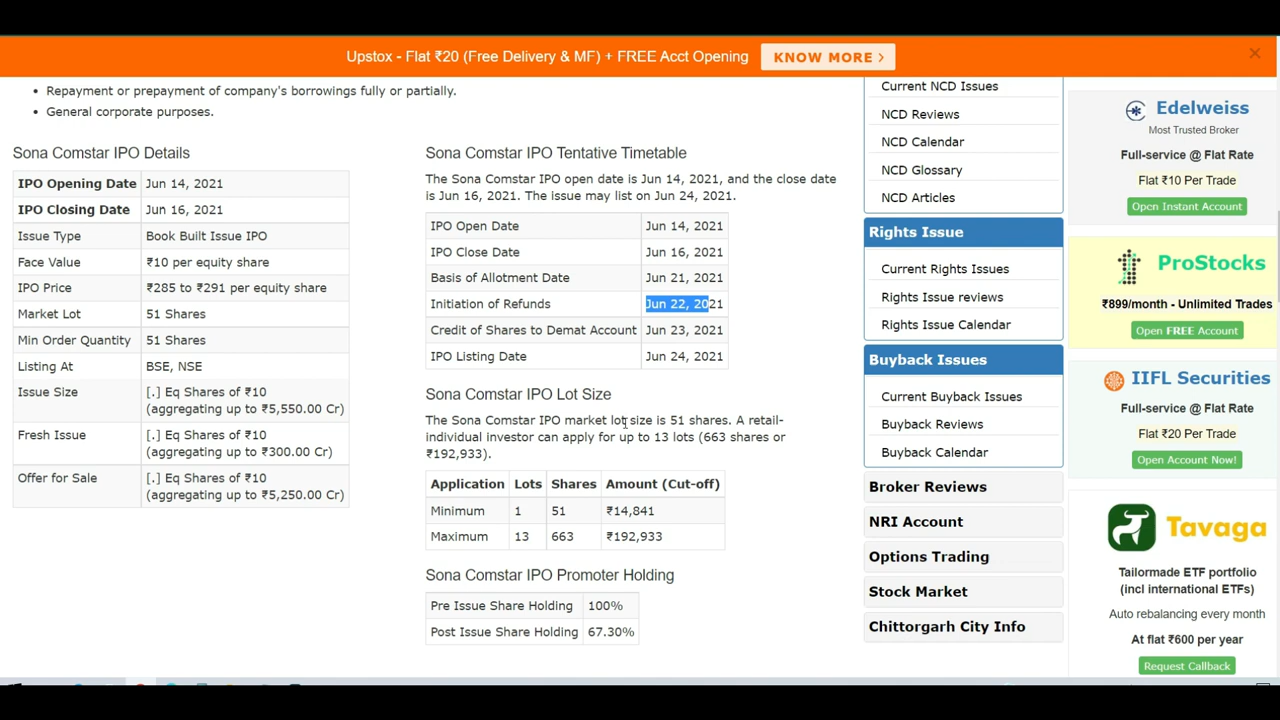 Upstox - Flat ₹20 (Free Delivery & MF) + FREE Acct Opening KNOW MORE
Repayment or prepayment of company's borrowings fully or partially.
General corporate purposes.
Sona Comstar IPO Details
IPO Opening Date Jun 14, 2021
IPO Closing Date Jun 16, 2021
Issue Type Book Built Issue IPO
Face Value ₹10 per equity share
IPO Price ₹285 to ₹291 per equity share
Market Lot 51 Shares
Min Order Quantity 51 Shares
Listing At BSE, NSE
Issue Size [.] Eq Shares of ₹10
(aggregating up to ₹5,550.00 Cr)
Fresh Issue [.] Eq Shares of ₹10
(aggregating up to ₹300.00 Cr)
Offer for Sale [.] Eq Shares of ₹10
(aggregating up to ₹5,250.00 Cr)
Sona Comstar IPO Tentative Timetable
The Sona Comstar IPO open date is Jun 14, 2021, and the close date
is Jun 16, 2021. The issue may list on Jun 24, 2021.
IPO Open Date Jun 14, 2021
IPO Close Date Jun 16, 2021
Basis of Allotment Date Jun 21, 2021
Initiation of Refunds Jun 22, 2021
Credit of Shares to Demat Account Jun 23, 2021
IPO Listing Date Jun 24, 2021
Sona Comstar IPO Lot Size
The Sona Comstar IPO market lot size is 51 shares. A retail-
individual investor can apply for up to 13 lots (663 shares or
₹192,933).
Application Lots Shares Amount (Cut-off)
Minimum 1 51 ₹14,841
Maximum 13 663 ₹192,933
Sona Comstar IPO Promoter Holding
Pre Issue Share Holding 100%
Post Issue Share Holding 67.30%
Current NCD Issues
NCD Reviews
NCD Calendar
NCD Glossary
NCD Articles
Rights Issue
Current Rights Issues
Rights Issue reviews
Rights Issue Calendar
Buyback Issues
Current Buyback Issues
Buyback Reviews
Buyback Calendar
Broker Reviews
NRI Account
Options Trading
Stock Market
Chittorgarh City Info
Edelweiss
Most Trusted Broker
Full-service @ Flat Rate
Flat ₹10 Per Trade
Open Instant Account
ProStocks
₹899/month - Unlimited Trades
Open FREE Account
IIFL Securities
Full-service @ Flat Rate
Flat ₹20 Per Trade
Open Account Now!
Tavaga
Tailormade ETF portfolio
(incl international ETFs)
Auto rebalancing every month
At flat ₹600 per year
Request Callback